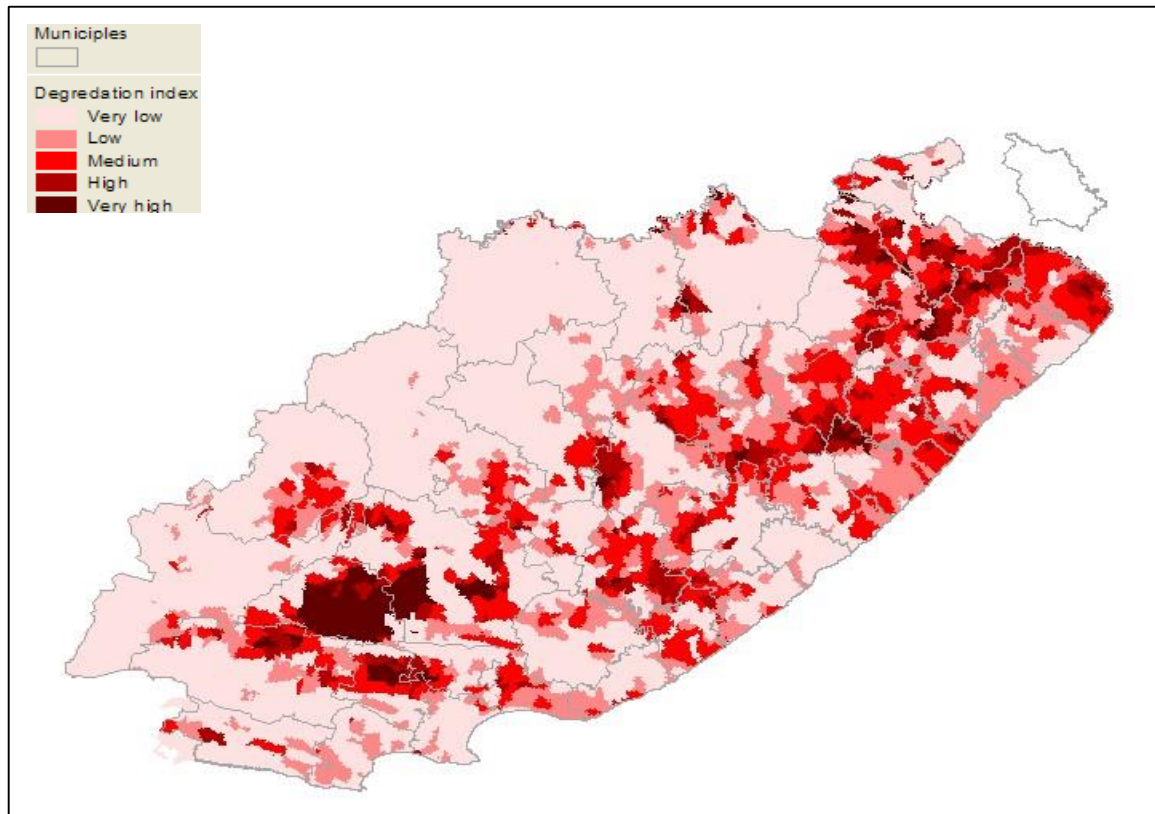 Municiples
Degredation index
Very low
Low
Medium
High
Very high